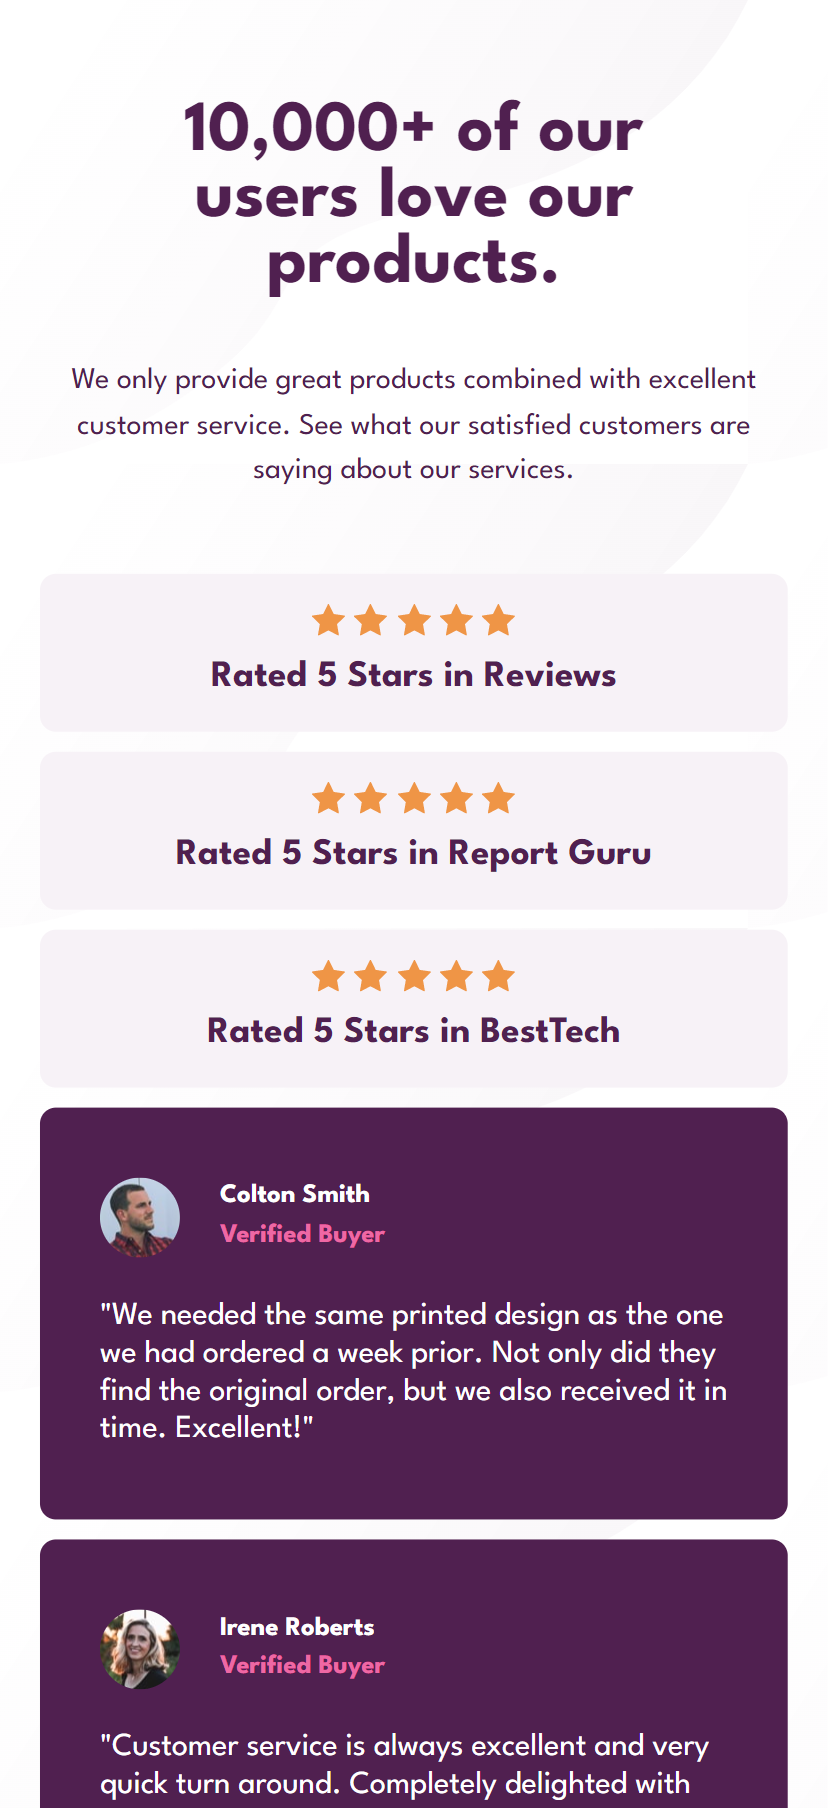 10,000+ of our
users love our
products.
We only provide great products combined with excellent
customer service. See what our satisfied customers are
saying about our services.
Rated 5 Stars in Reviews
Rated 5 Stars in Report Guru
Rated 5 Stars in BestTech
Colton Smith
Verified Buyer
"We needed the same printed design as the one
we had ordered a week prior. Not only did they
find the original order, but we also received it in
time. Excellent!"
Irene Roberts
Verified Buyer
"Customer service is always excellent and very
quick turn around. Completely delighted with